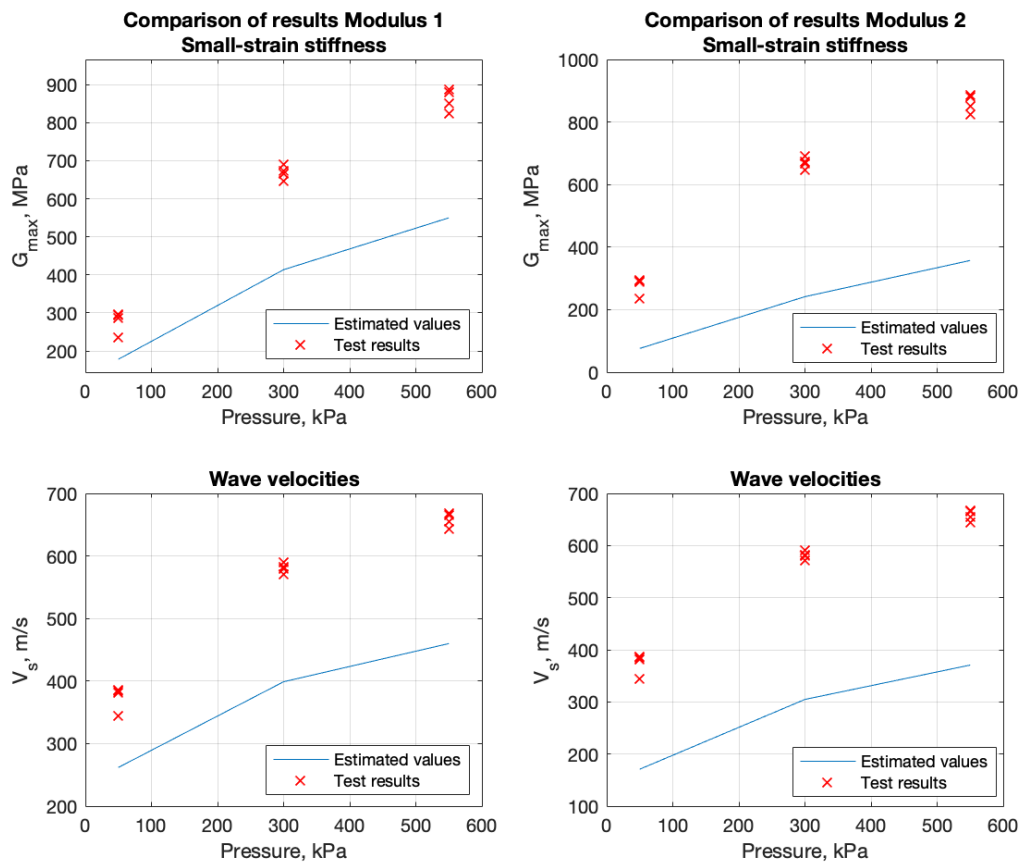 Comparison of results Modulus 1
Small-strain stiffness
900
800
700
600
500
400
300
200
G_max, MPa
Estimated values
Test results
0 100 200 300 400 500 600
Pressure, kPa
Comparison of results Modulus 2
Small-strain stiffness
1000
800
600
400
200
0
G_max, MPa
Estimated values
Test results
0 100 200 300 400 500 600
Pressure, kPa
Wave velocities
700
600
500
400
300
200
V_s, m/s
Estimated values
Test results
0 100 200 300 400 500 600
Pressure, kPa
Wave velocities
700
600
500
400
300
200
100
V_s, m/s
Estimated values
Test results
0 100 200 300 400 500 600
Pressure, kPa